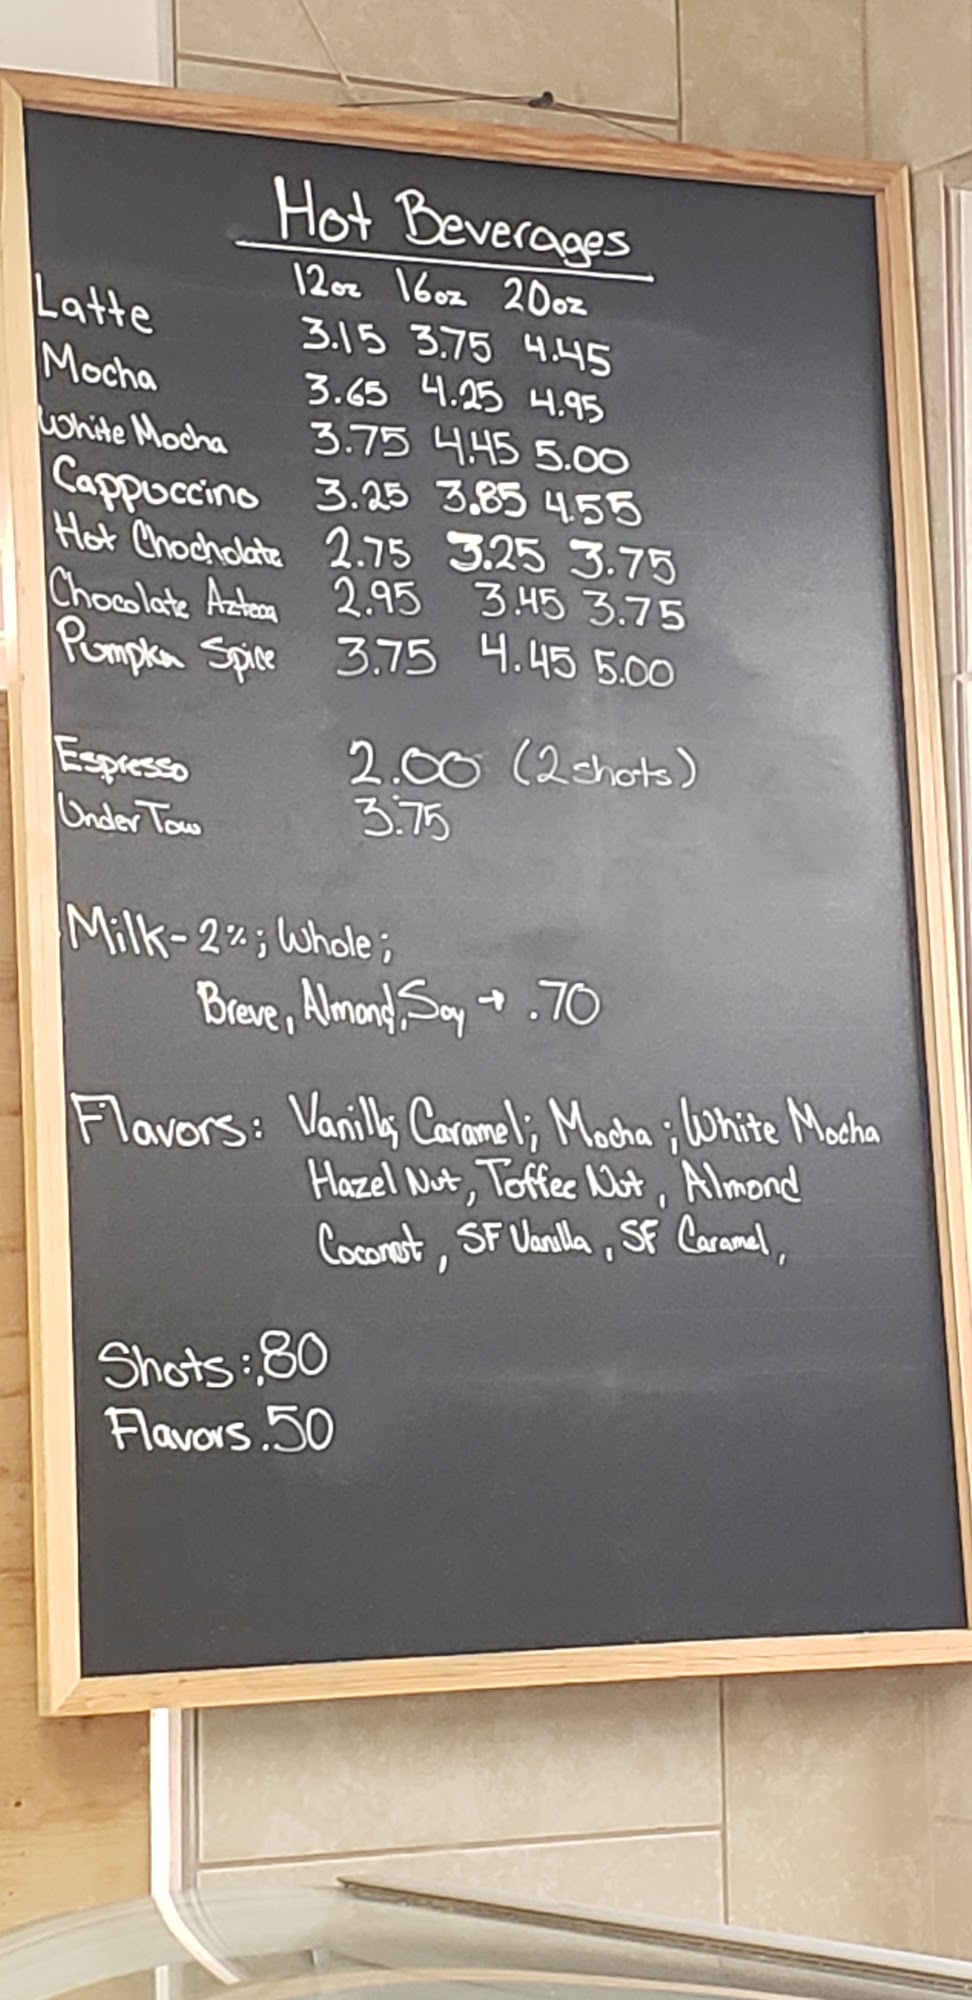 Hot Beverages
12oz 16oz 20oz
Latte 3.15 3.75 4.45
Mocha 3.65 4.25 4.95
White Mocha 3.75 4.45 5.00
Cappuccino 3.25 3.85 4.55
Hot Chocholate 2.75 3.25 3.75
Chocolate Azteca 2.95 3.45 3.75
Pumpkin Spice 3.75 4.45 5.00
Espresso 2.00 (2 shots)
Under Tow 3.75
Milk- 2%; Whole;
Breve, Almond, Soy → .70
Flavors: Vanilla; Caramel; Mocha; White Mocha
Hazel Nut, Toffee Nut, Almond
Coconut, SF Vanilla, SF Caramel,
Shots: .80
Flavors .50